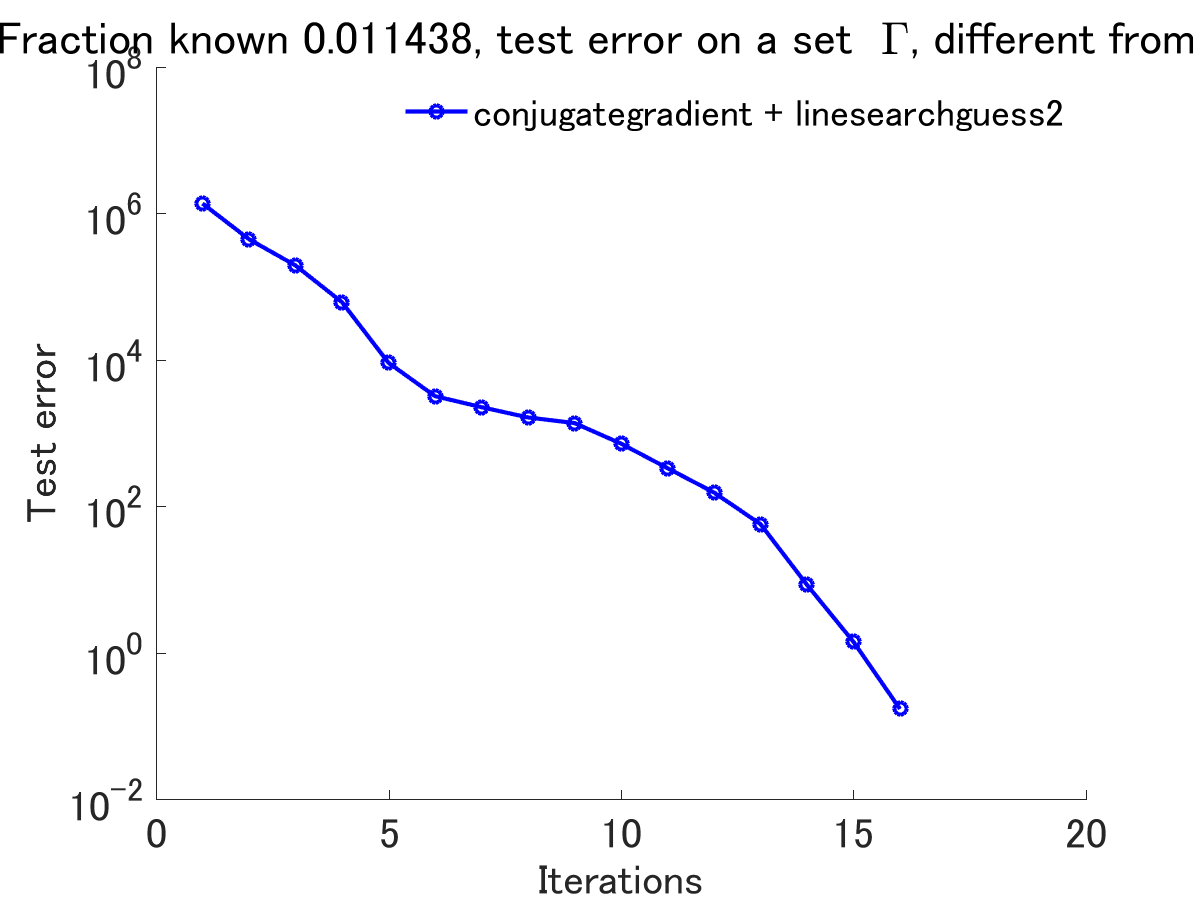 Fraction known 0.011438, test error on a set Γ, different from
10^8
conjugategradient + linesearchguess2
10^6
10^4
10^2
10^0
10^-2
Test error
0 5 10 15 20
Iterations